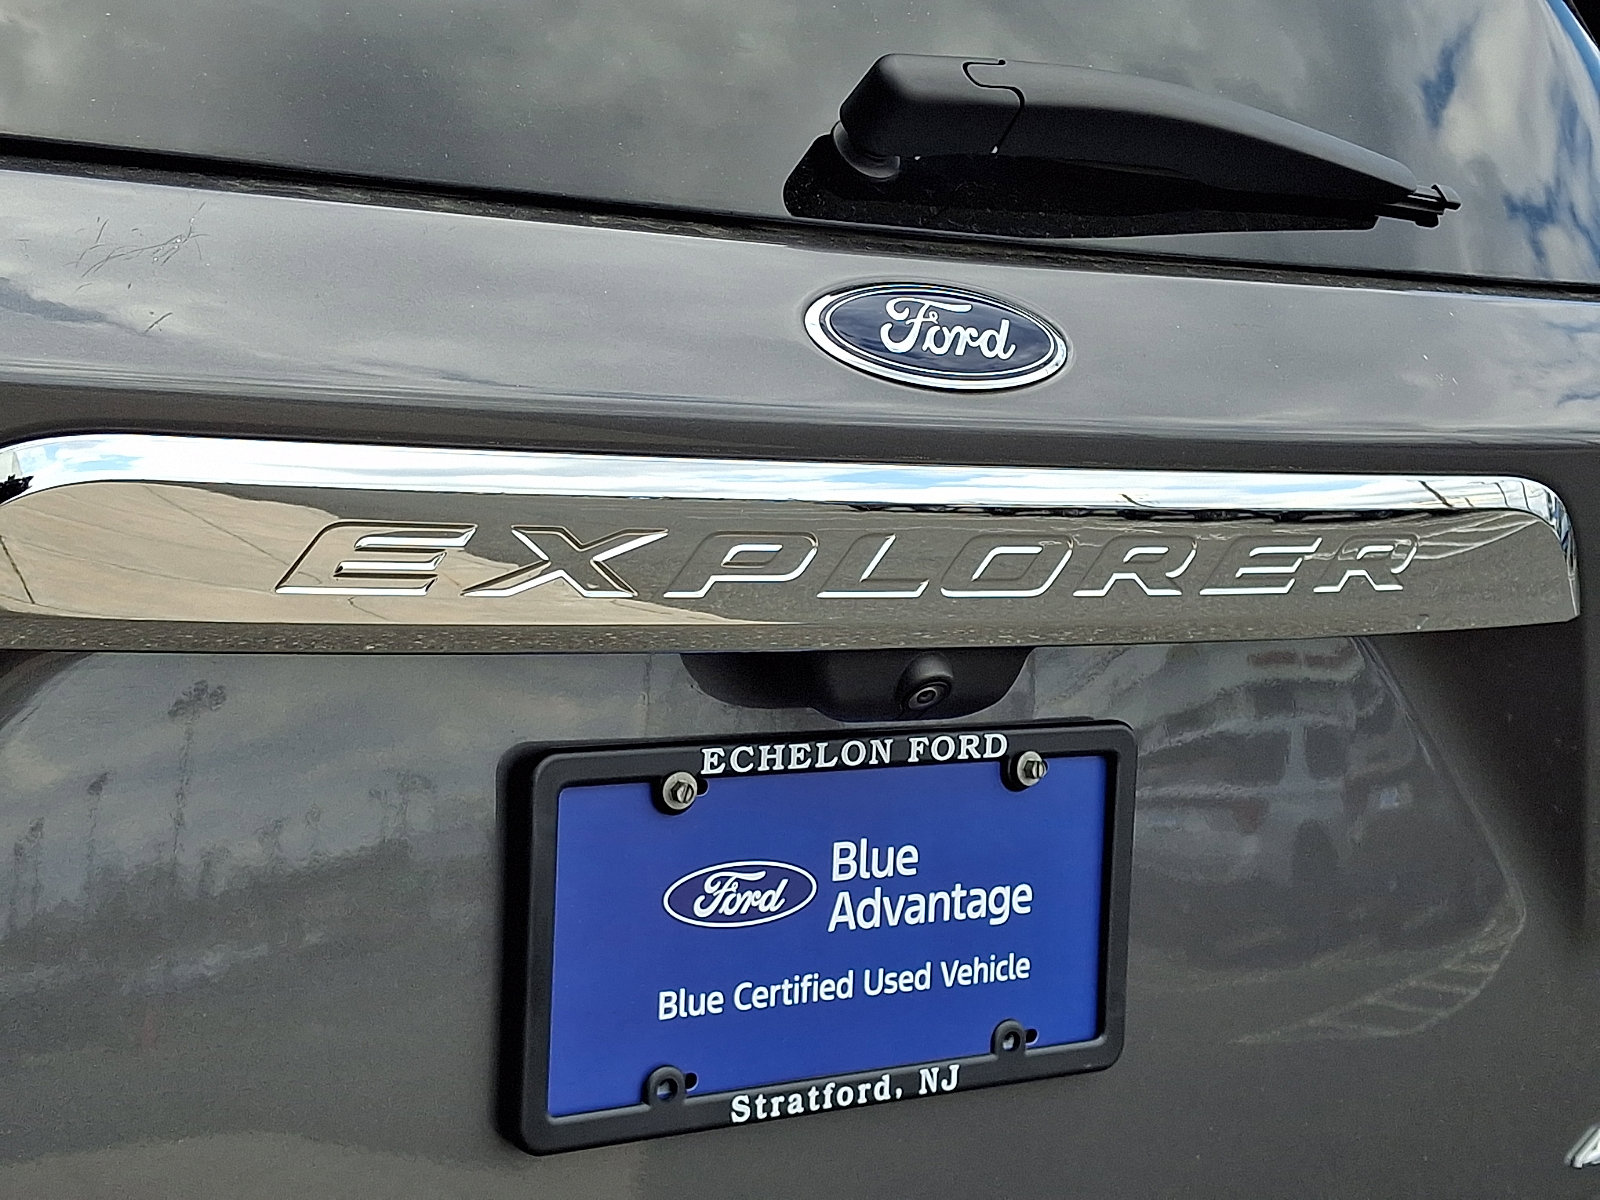 Ford
EXPLORER
ECHELON FORD
Ford
Blue
Advantage
Blue Certified Used Vehicle
Stratford, NJ